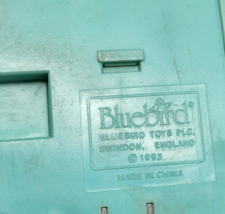 Bluebird®
BLUEBIRD TOYS PLC.
SWINDON, ENGLAND
© 1993
MADE IN CHINA